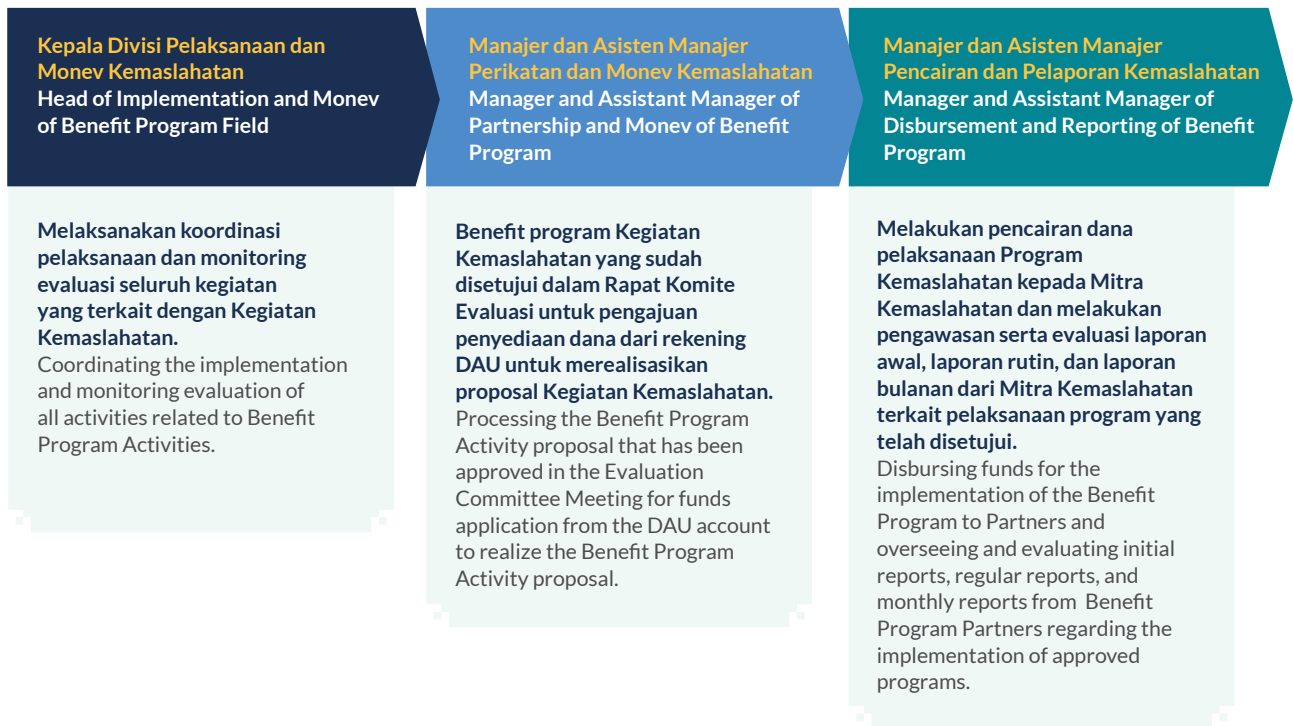 Kepala Divisi Pelaksanaan dan
Monev Kemaslahatan
Head of Implementation and Monev
of Benefit Program Field
Melaksanakan koordinasi
pelaksanaan dan monitoring
evaluasi seluruh kegiatan
yang terkait dengan Kegiatan
Kemaslahatan.
Coordinating the implementation
and monitoring evaluation of
all activities related to Benefit
Program Activities.
Manajer dan Asisten Manajer
Perikatan dan Monev Kemaslahatan
Manager and Assistant Manager of
Partnership and Monev of Benefit
Program
Benefit program Kegiatan
Kemaslahatan yang sudah
disetujui dalam Rapat Komite
Evaluasi untuk pengajuan
penyediaan dana dari rekening
DAU untuk merealisasikan
proposal Kegiatan Kemaslahatan.
Processing the Benefit Program
Activity proposal that has been
approved in the Evaluation
Committee Meeting for funds
application from the DAU account
to realize the Benefit Program
Activity proposal.
Manajer dan Asisten Manajer
Pencairan dan Pelaporan Kemaslahatan
Manager and Assistant Manager of
Disbursement and Reporting of Benefit
Program
Melakukan pencairan dana
pelaksanaan Program
Kemaslahatan kepada Mitra
Kemaslahatan dan melakukan
pengawasan serta evaluasi laporan
awal, laporan rutin, dan laporan
bulanan dari Mitra Kemaslahatan
terkait pelaksanaan program yang
telah disetujui.
Disbursing funds for the
implementation of the Benefit
Program to Partners and
overseeing and evaluating initial
reports, regular reports, and
monthly reports from Benefit
Program Partners regarding the
implementation of approved
programs.